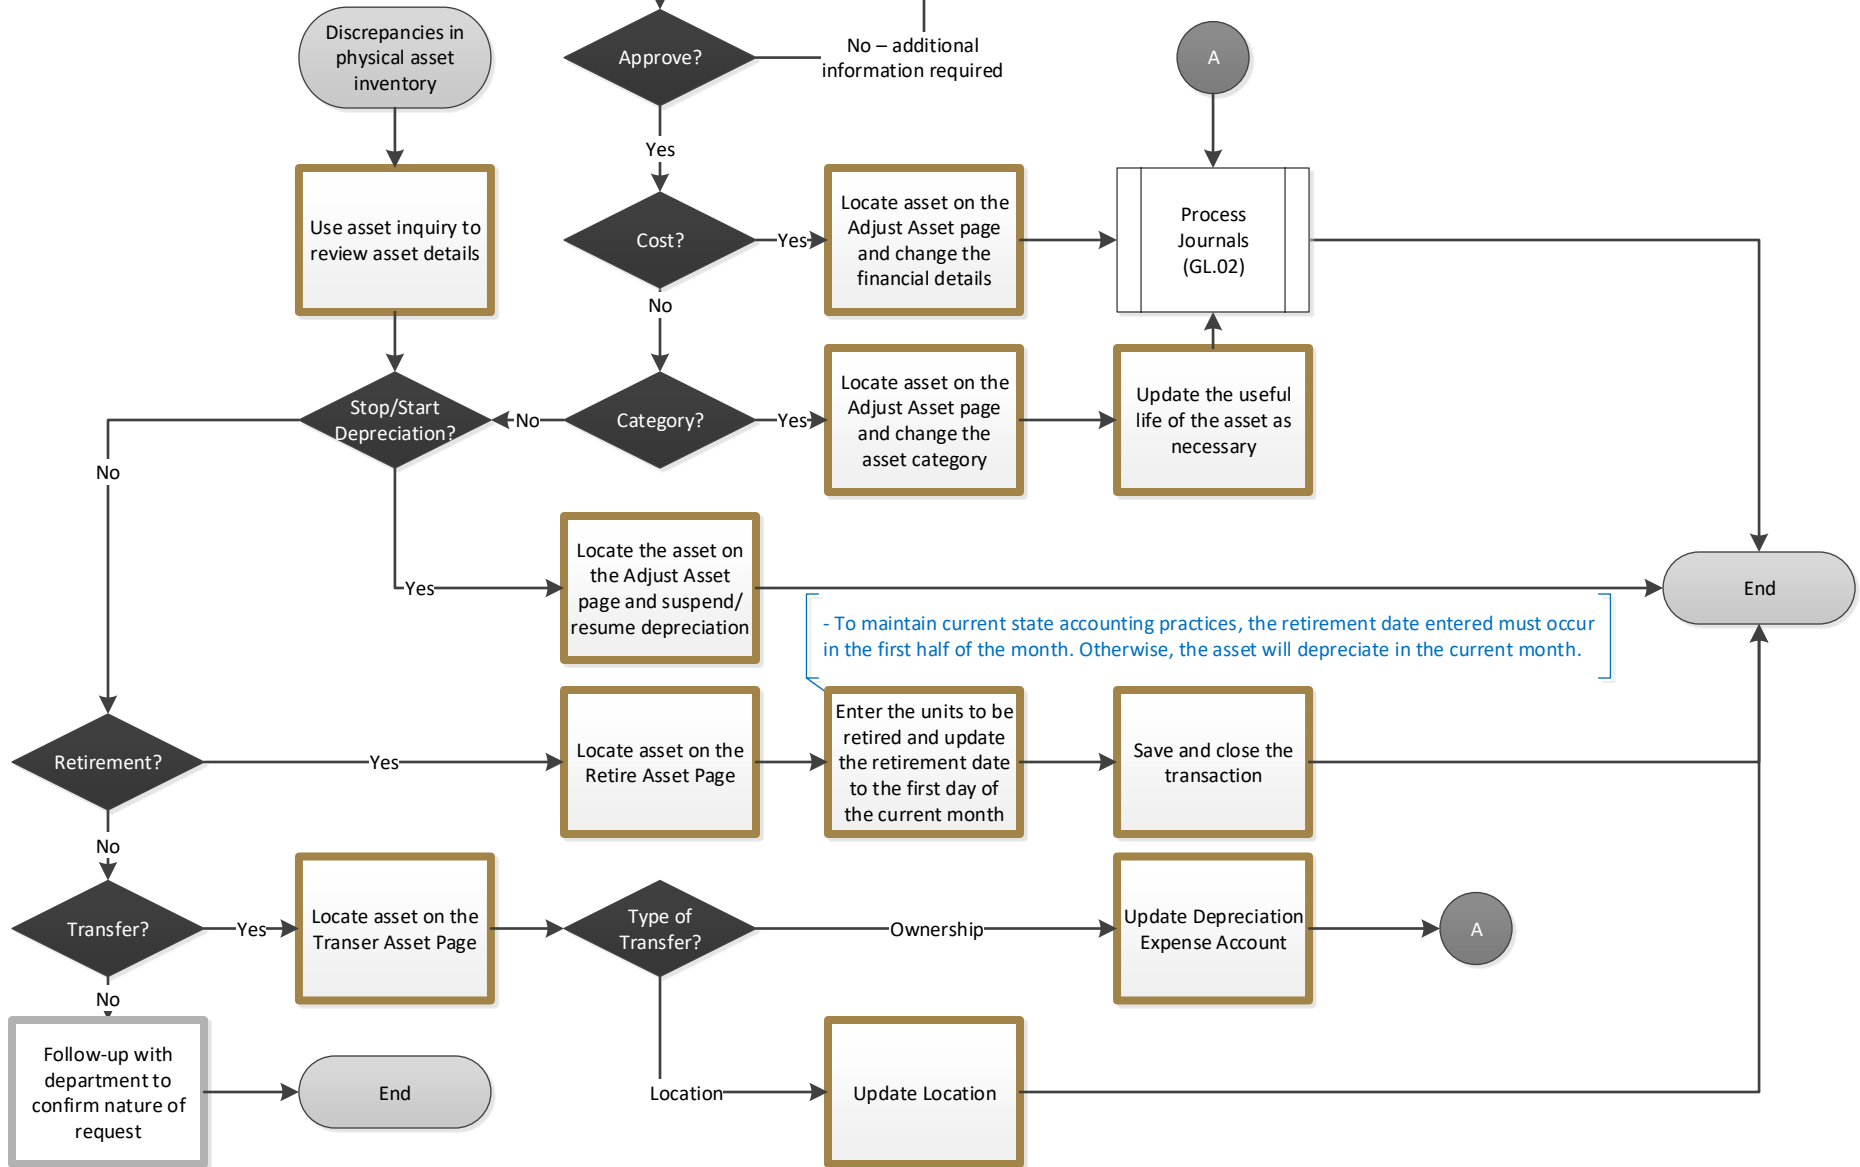 Discrepancies in
physical asset
inventory
Approve?
No – additional
information required
A
Yes
Use asset inquiry to
review asset details
Cost?
Yes
Locate asset on the
Adjust Asset page
and change the
financial details
Process
Journals
(GL.02)
No
Stop/Start
Depreciation?
No
Category?
Yes
Locate asset on the
Adjust Asset page
and change the
asset category
Update the useful
life of the asset as
necessary
No
Yes
Locate the asset on
the Adjust Asset
page and suspend/
resume depreciation
End
- To maintain current state accounting practices, the retirement date entered must occur
in the first half of the month. Otherwise, the asset will depreciate in the current month.
Retirement?
Yes
Locate asset on the
Retire Asset Page
Enter the units to be
retired and update
the retirement date
to the first day of
the current month
Save and close the
transaction
No
Transfer?
Yes
Locate asset on the
Transer Asset Page
Type of
Transfer?
Ownership
Update Depreciation
Expense Account
A
No
Follow-up with
department to
confirm nature of
request
End
Location
Update Location